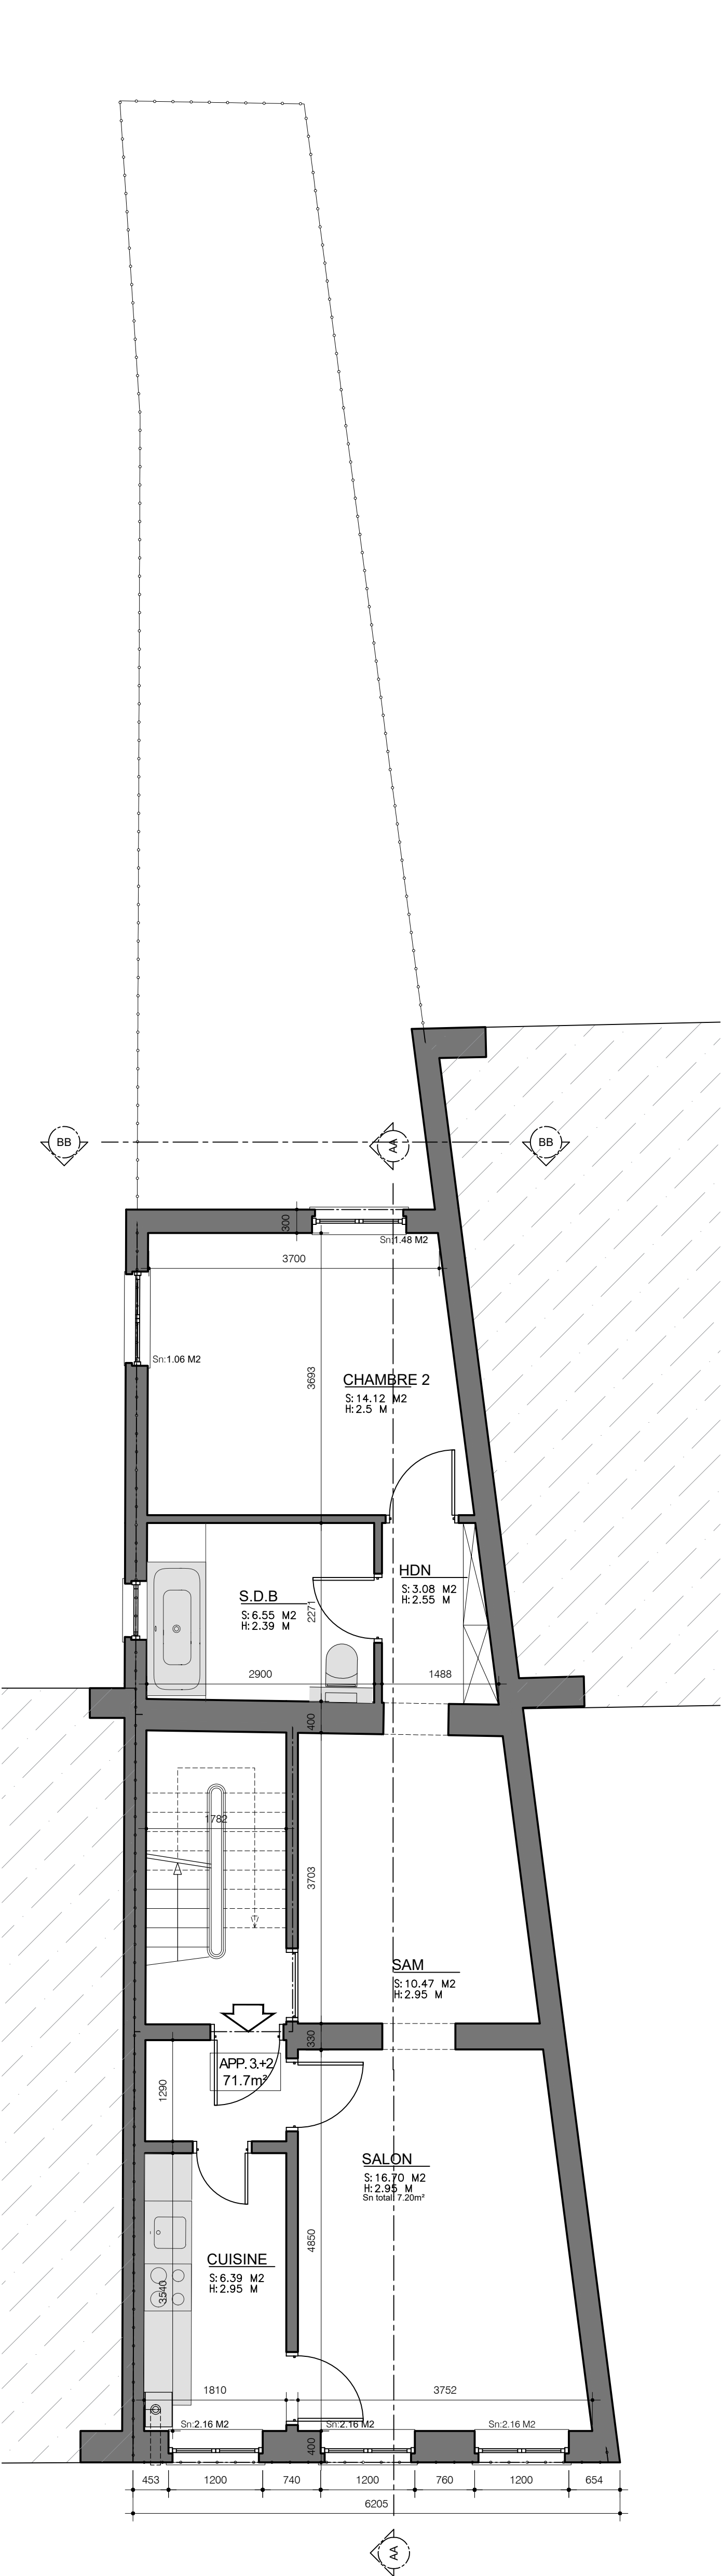 BB
AA
BB
300
Sn:1.48 M2
3700
Sn:1.06 M2
3693
CHAMBRE 2
S:14.12 M2
H:2.5 M
HDN
S:3.08 M2
H:2.55 M
S.D.B
S:6.55 M2
H:2.39 M
2271
2900
1488
400
1782
3703
SAM
S:10.47 M2
H:2.95 M
330
APP. 3.+2
71.7m²
1290
SALON
S:16.70 M2
H:2.95 M
Sn total: 7.20m²
4850
CUISINE
S:6.39 M2
H:2.95 M
3540
1810
3752
Sn:2.16 M2
Sn:2.16 M2
Sn:2.16 M2
400
453
1200
740
1200
760
1200
654
6205
AA